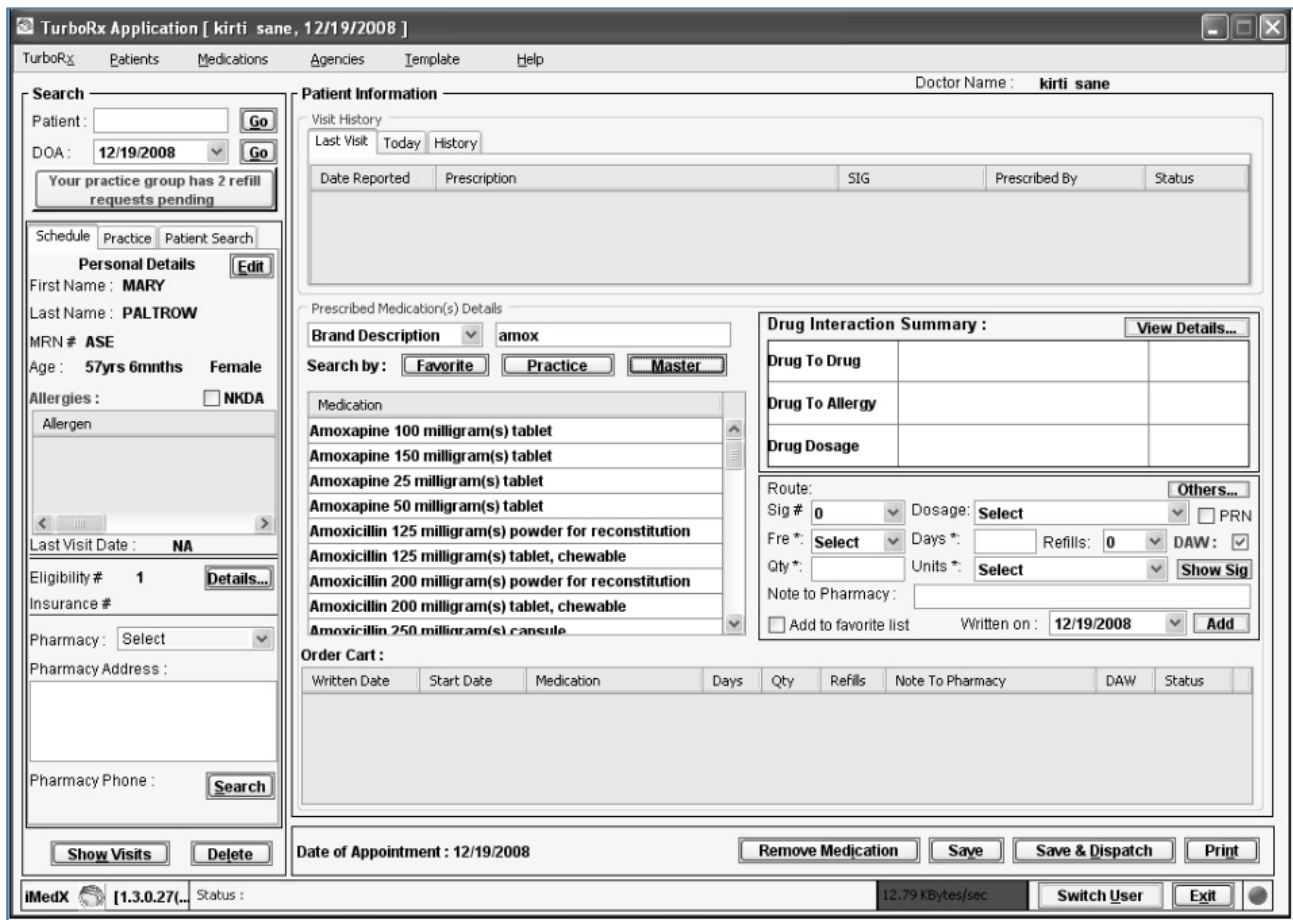 TurboRx Application [ kirti sane, 12/19/2008 ]
TurboRx Patients Medications Agencies Template Help
Doctor Name : kirti sane
Search
Patient : Go
DOA : 12/19/2008 Go
Your practice group has 2 refill
requests pending
Schedule Practice Patient Search
Personal Details Edit
First Name : MARY
Last Name : PALTROW
MRN # ASE
Age : 57yrs 6mnths Female
Allergies : NKDA
Allergen
Last Visit Date : NA
Eligibility # 1 Details...
Insurance #
Pharmacy : Select
Pharmacy Address :
Pharmacy Phone : Search
Show Visits Delete
Patient Information
Visit History
Last Visit Today History
Date Reported Prescription SIG Prescribed By Status
Prescribed Medication(s) Details
Brand Description amox
Search by : Favorite Practice Master
Medication
Amoxapine 100 milligram(s) tablet
Amoxapine 150 milligram(s) tablet
Amoxapine 25 milligram(s) tablet
Amoxapine 50 milligram(s) tablet
Amoxicillin 125 milligram(s) powder for reconstitution
Amoxicillin 125 milligram(s) tablet, chewable
Amoxicillin 200 milligram(s) powder for reconstitution
Amoxicillin 200 milligram(s) tablet, chewable
Amoxicillin 250 milligram(s) capsule
Drug Interaction Summary : View Details...
Drug To Drug
Drug To Allergy
Drug Dosage
Route: Others...
Sig # 0 Dosage: Select PRN
Fre *: Select Days *: Refills: 0 DAW :
Qty *: Units *: Select Show Sig
Note to Pharmacy :
Add to favorite list Written on : 12/19/2008 Add
Order Cart :
Written Date Start Date Medication Days Qty Refills Note To Pharmacy DAW Status
Date of Appointment : 12/19/2008 Remove Medication Save Save & Dispatch Print
iMedX [1.3.0.27(... Status : 12.79 KBytes/sec Switch User Exit